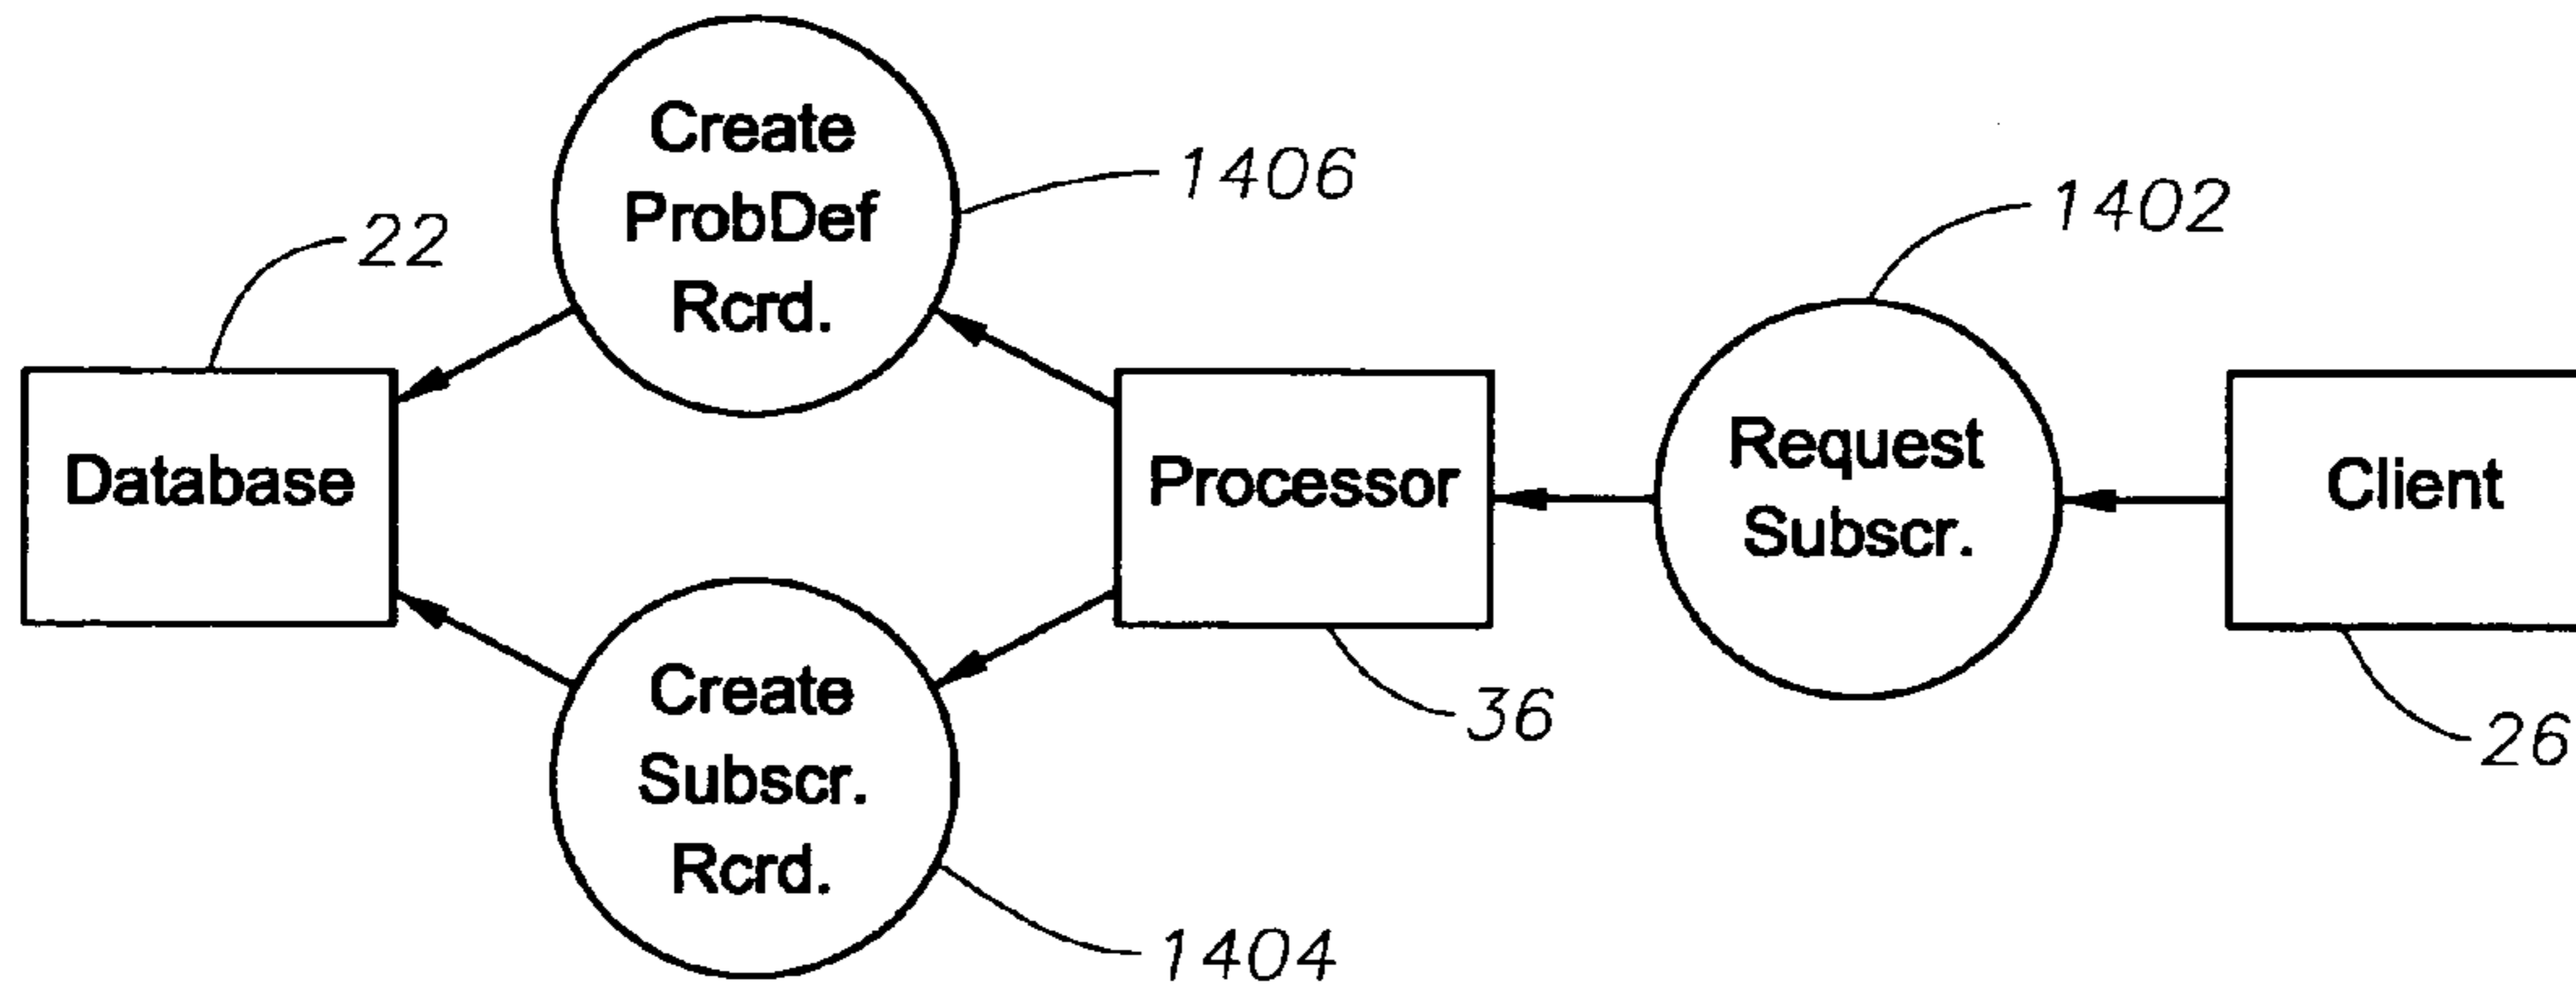 Create
ProbDef
Rcrd.
1406
1402
22
Database
Processor
Request
Subscr.
Client
36
26
Create
Subscr.
Rcrd.
1404